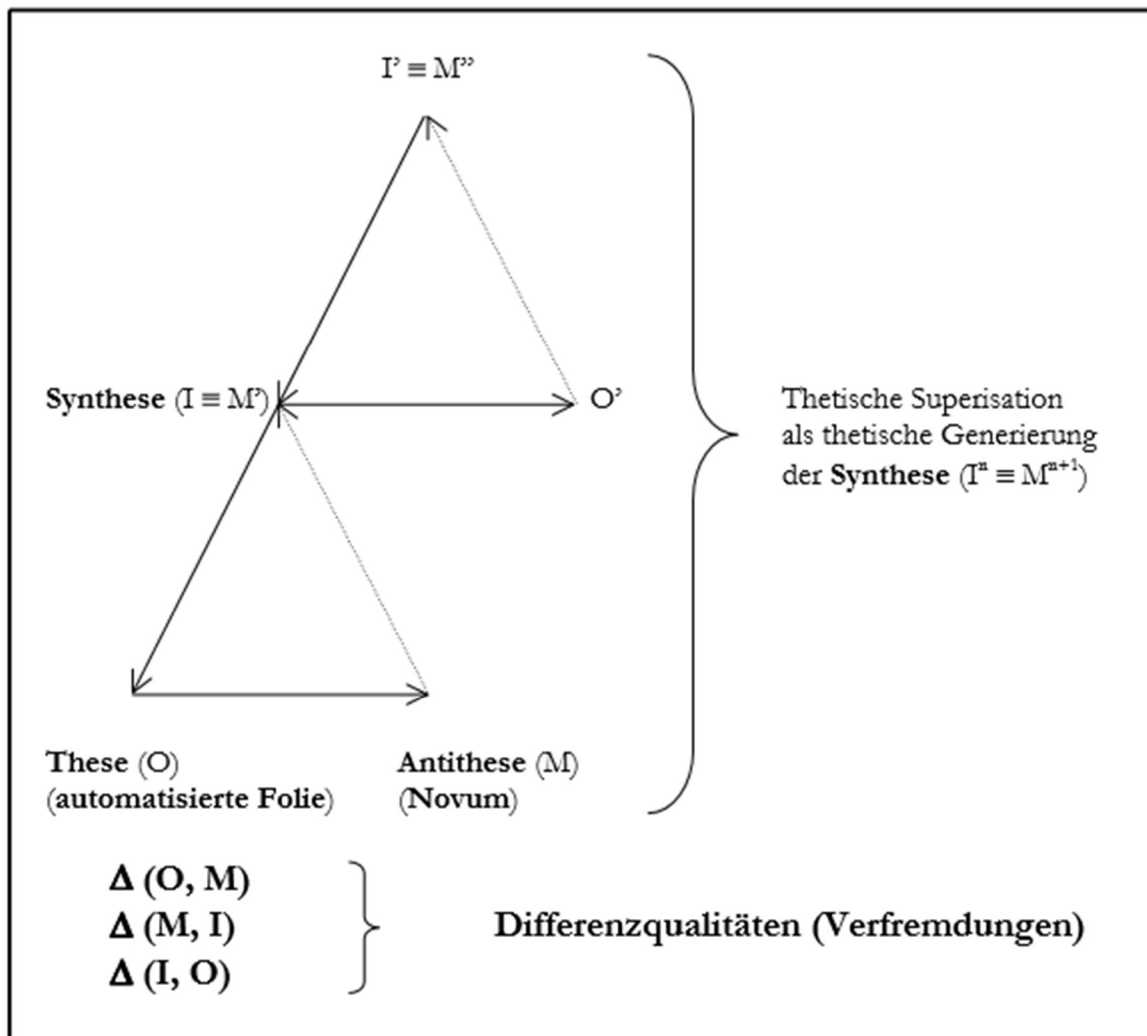 I’ ≡ M’’
Synthese (I ≡ M’)
O’
Thetische Superisation
als thetische Generierung
der Synthese (Iⁿ ≡ Mⁿ⁺¹)
These (O)
(automatisierte Folie)
Antithese (M)
(Novum)
Δ (O, M)
Δ (M, I)
Δ (I, O)
Differenzqualitäten (Verfremdungen)